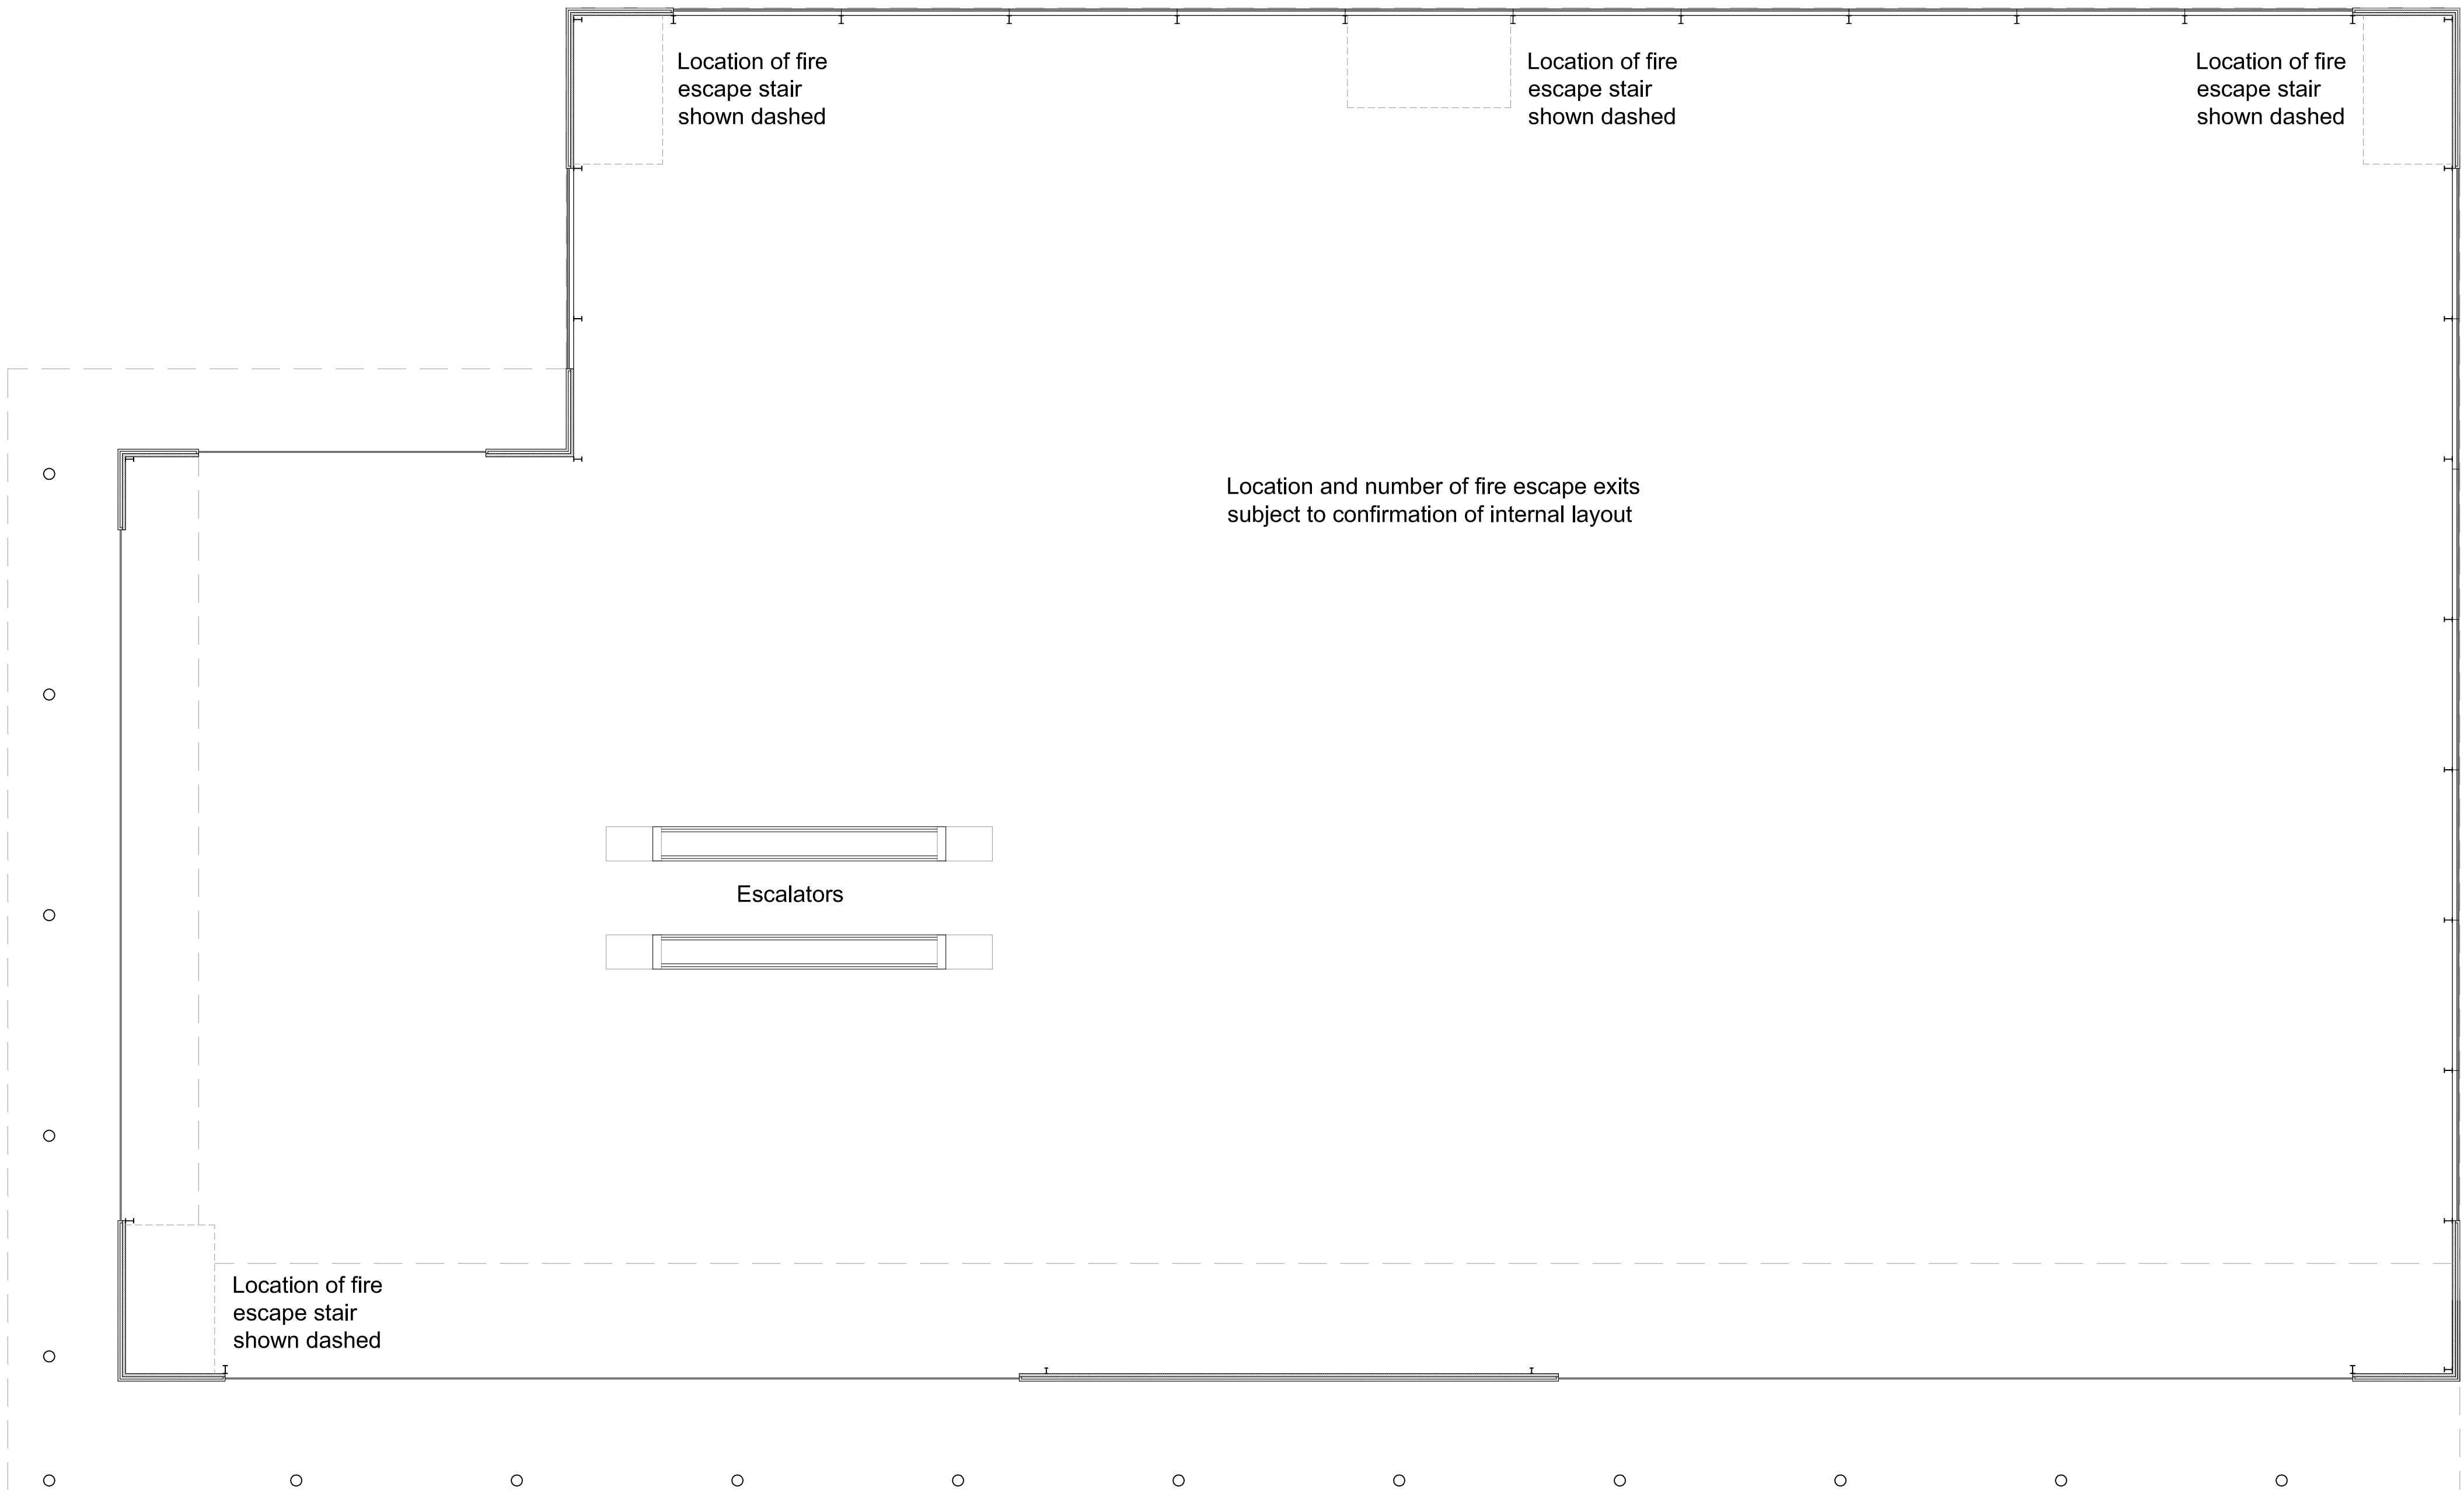 Location of fire
escape stair
shown dashed
Location of fire
escape stair
shown dashed
Location of fire
escape stair
shown dashed
Location and number of fire escape exits
subject to confirmation of internal layout
Escalators
Location of fire
escape stair
shown dashed